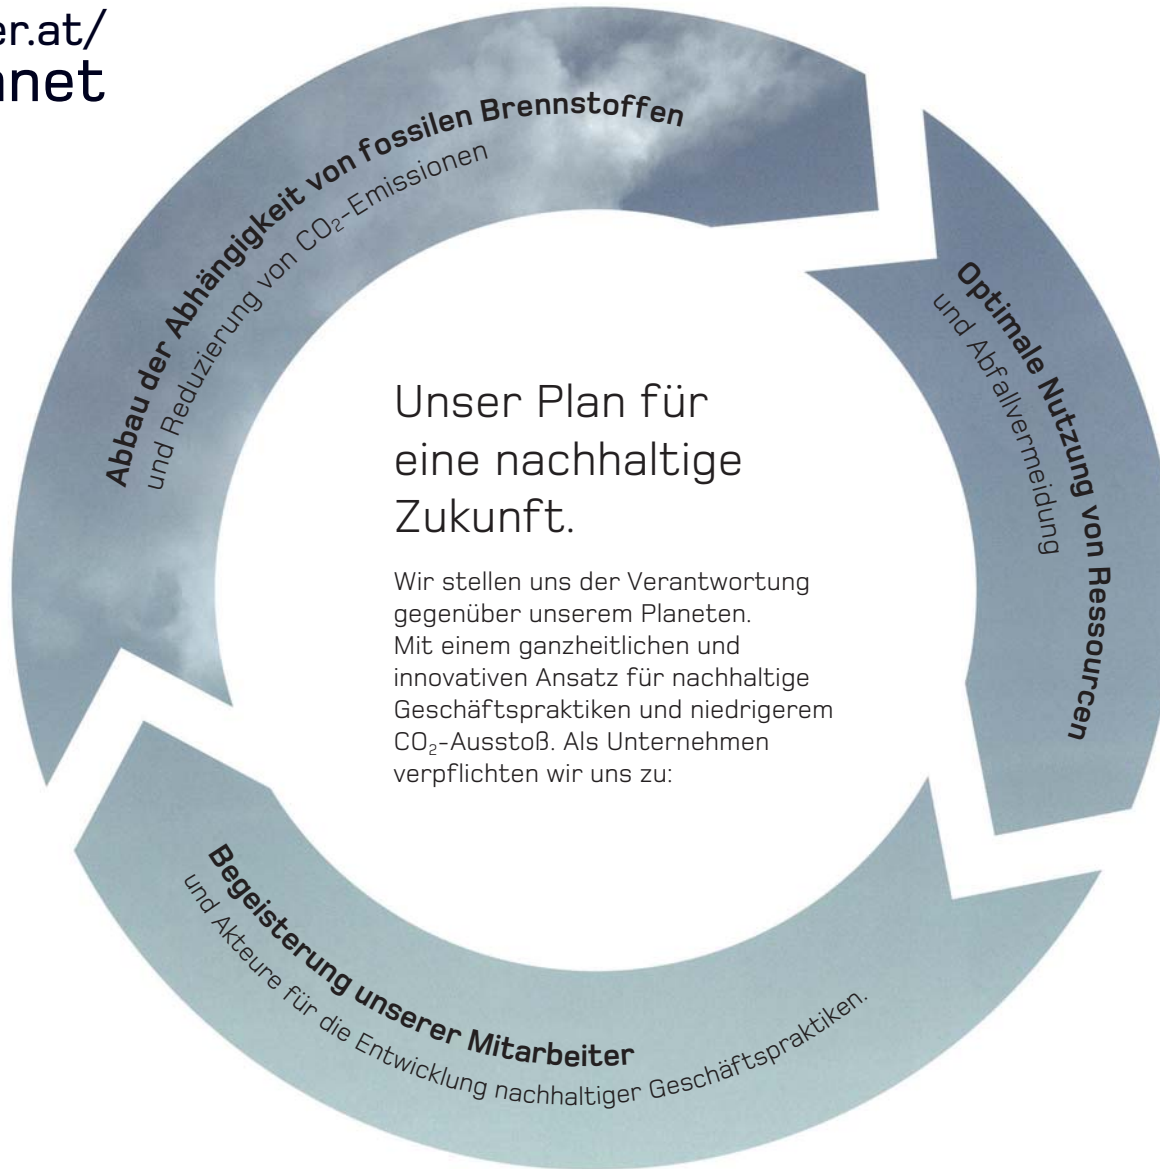 er.at/
net
Abbau der Abhängigkeit von fossilen Brennstoffen
und Reduzierung von CO₂-Emissionen
Optimale Nutzung von Ressourcen
und Abfallvermeidung
Unser Plan für
eine nachhaltige
Zukunft.
Wir stellen uns der Verantwortung
gegenüber unserem Planeten.
Mit einem ganzheitlichen und
innovativen Ansatz für nachhaltige
Geschäftspraktiken und niedrigerem
CO₂-Ausstoß. Als Unternehmen
verpflichten wir uns zu:
Begeisterung unserer Mitarbeiter
und Akteure für die Entwicklung nachhaltiger Geschäftspraktiken.